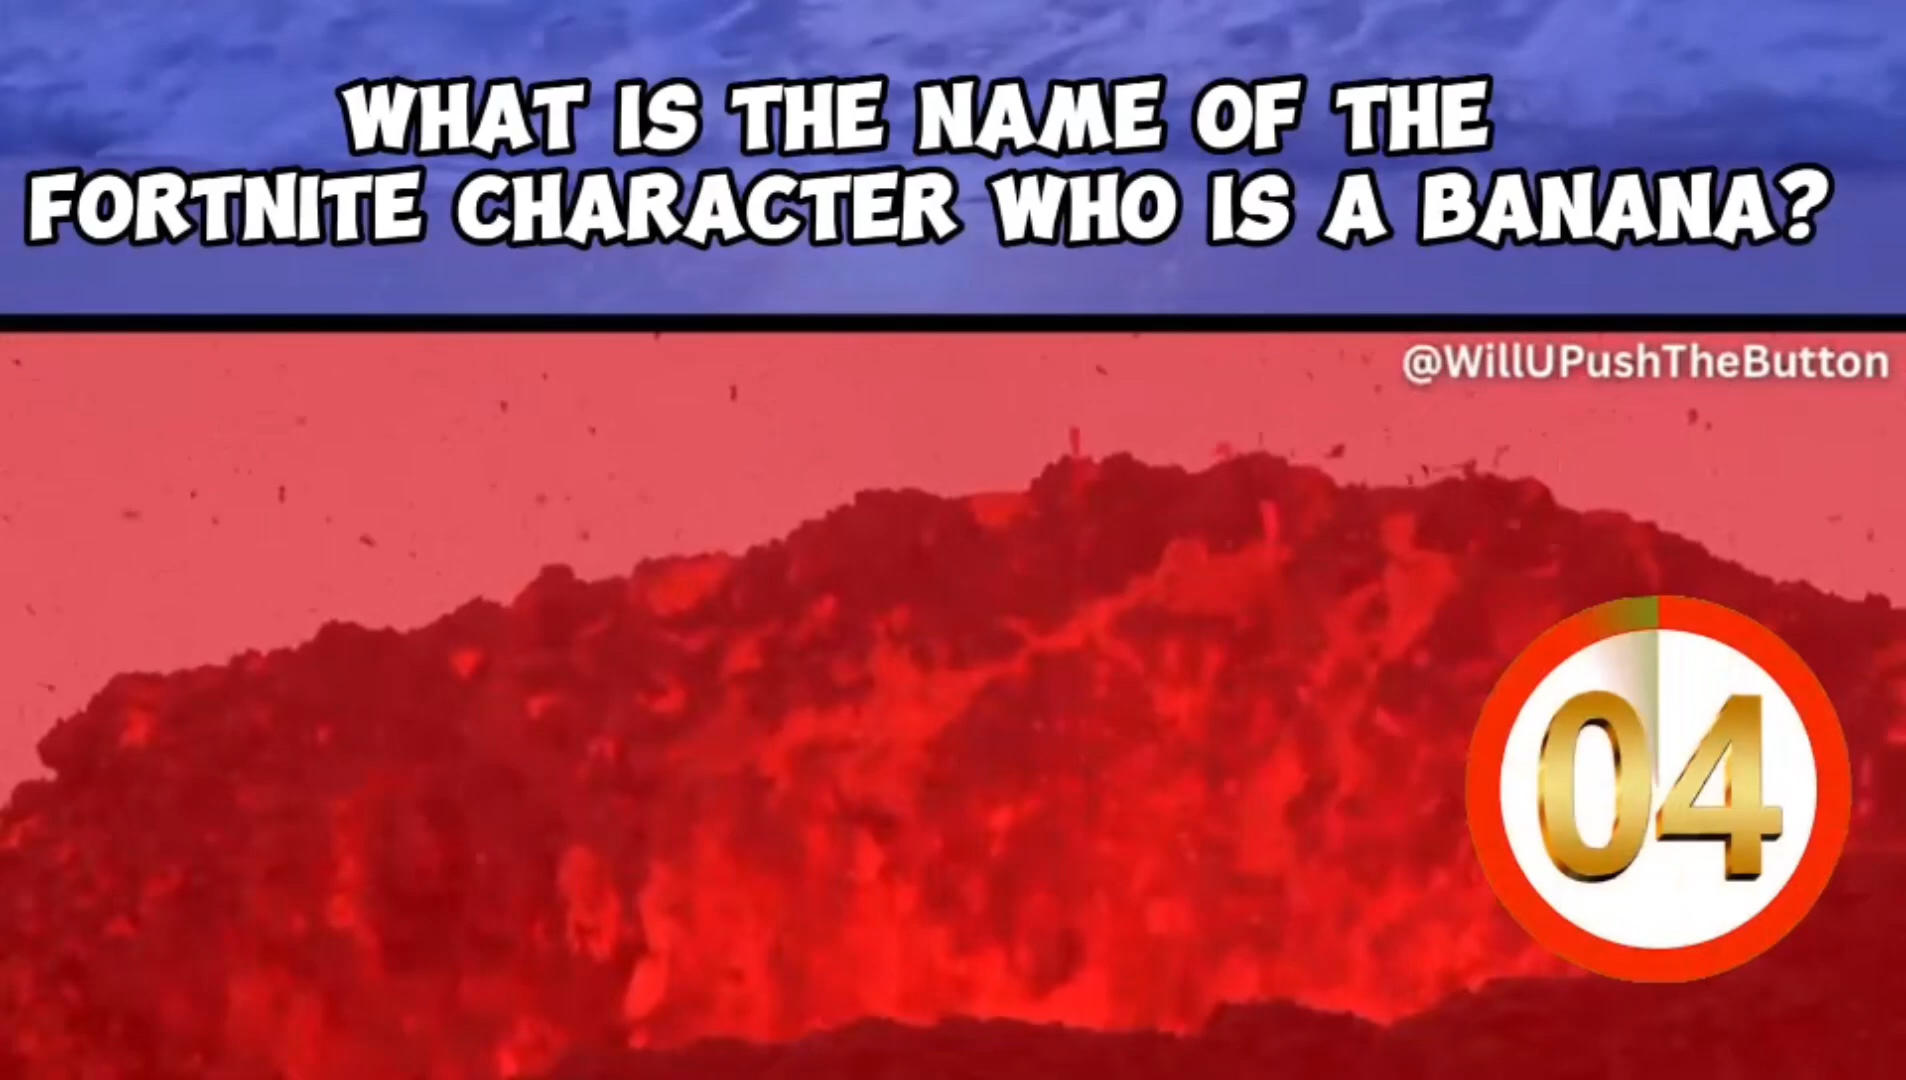 WHAT IS THE NAME OF THE
FORTNITE CHARACTER WHO IS A BANANA?
@WillUPushTheButton
04